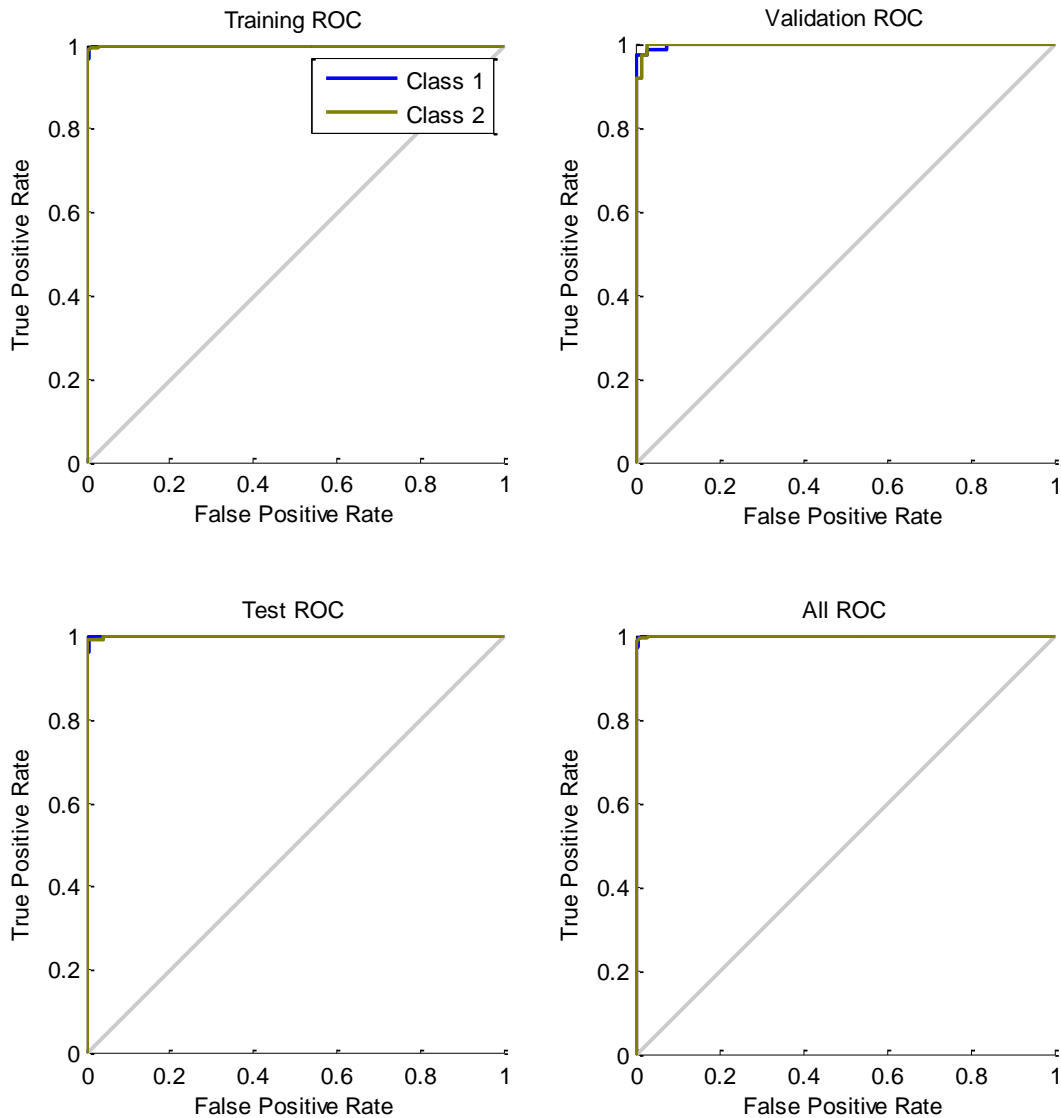 Training ROC
1
0.8
0.6
0.4
0.2
0
True Positive Rate
Class 1
Class 2
0 0.2 0.4 0.6 0.8 1
False Positive Rate
Validation ROC
1
0.8
0.6
0.4
0.2
0
True Positive Rate
0 0.2 0.4 0.6 0.8 1
False Positive Rate
Test ROC
1
0.8
0.6
0.4
0.2
0
True Positive Rate
0 0.2 0.4 0.6 0.8 1
False Positive Rate
All ROC
1
0.8
0.6
0.4
0.2
0
True Positive Rate
0 0.2 0.4 0.6 0.8 1
False Positive Rate